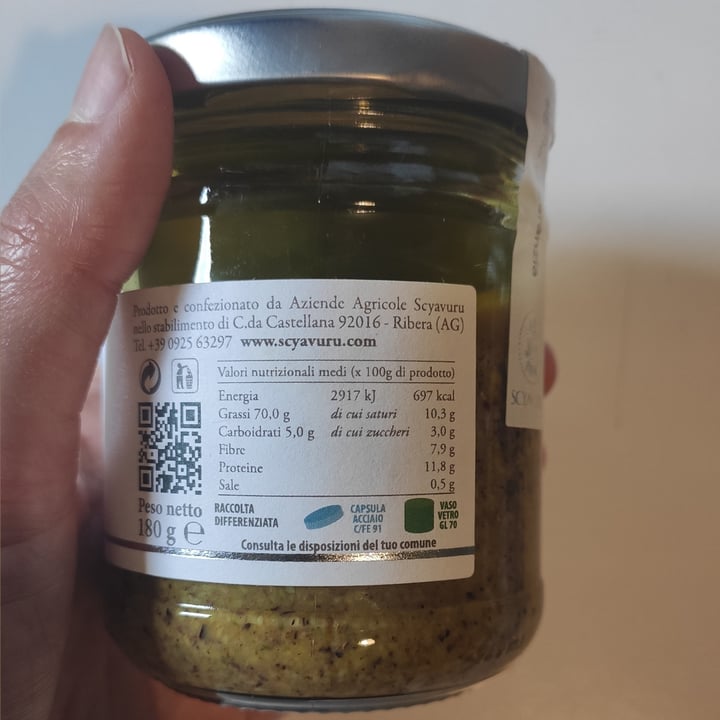 Prodotto e confezionato da Aziende Agricole Scyavuru
nello stabilimento di C.da Castellana 92016 - Ribera (AG)
Tel. +39 0925 63297 www.scyavuru.com
Valori nutrizionali medi (x 100g di prodotto)
Energia 2917 kJ 697 kcal
Grassi 70,0 g di cui saturi 10,3 g
Carboidrati 5,0 g di cui zuccheri 3,0 g
Fibre 7,9 g
Proteine 11,8 g
Sale 0,5 g
Peso netto
180 g e
RACCOLTA
DIFFERENZIATA
CAPSULA
ACCIAIO
C/FE 91
VASO
VETRO
GL 70
Consulta le disposizioni del tuo comune